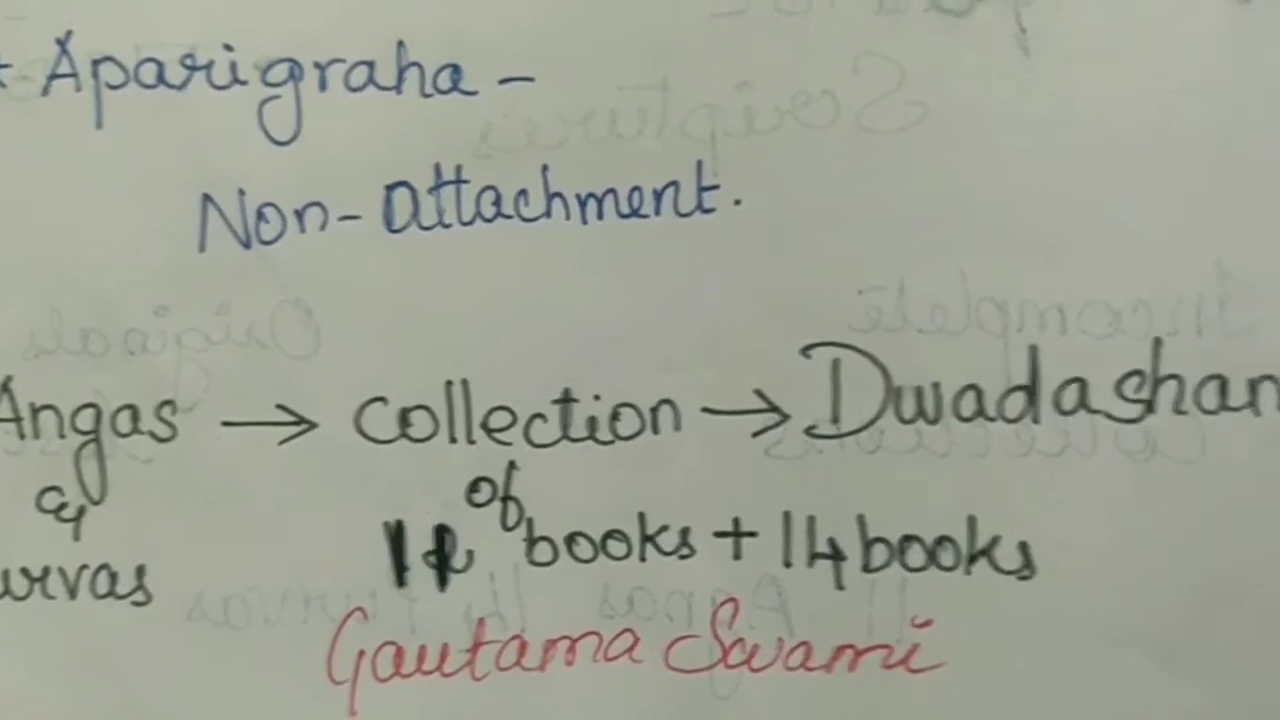 Aparigraha -
Non-attachment.
Angas → Collection → Dwadashan
& of
urvas books + 14 books
Gautama Swami